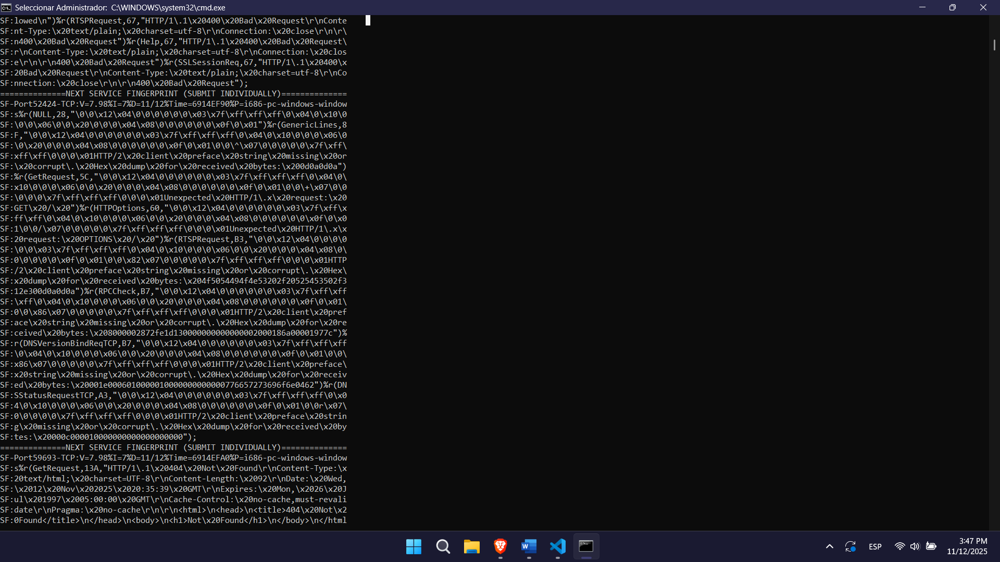 Seleccionar Administrador:  C:\WINDOWS\system32\cmd.exe
SF:lowed\n")%r(RTSPRequest,67,"HTTP/1\.1\x20400\x20Bad\x20Request\r\nConte
SF:nt-Type:\x20text/plain;\x20charset=utf-8\r\nConnection:\x20close\r\n\r\
SF:n400\x20Bad\x20Request")%r(Help,67,"HTTP/1\.1\x20400\x20Bad\x20Request\
SF:r\nContent-Type:\x20text/plain;\x20charset=utf-8\r\nConnection:\x20clos
SF:e\r\n\r\n400\x20Bad\x20Request")%r(SSLSessionReq,67,"HTTP/1\.1\x20400\x
SF:20Bad\x20Request\r\nContent-Type:\x20text/plain;\x20charset=utf-8\r\nCo
SF:nnection:\x20close\r\n\r\n400\x20Bad\x20Request");
==============NEXT SERVICE FINGERPRINT (SUBMIT INDIVIDUALLY)==============
SF-Port52424-TCP:V=7.98%I=7%D=11/12%Time=6914EF90%P=i686-pc-windows-window
SF:s%r(NULL,28,"\0\0\x12\x04\0\0\0\0\0\0\x03\x7f\xff\xff\xff\0\x04\0\x10\0
SF:\0\0\x06\0\0\x20\0\0\0\x04\x08\0\0\0\0\0\0\x0f\0\x01")%r(GenericLines,8
SF:F,"\0\0\x12\x04\0\0\0\0\0\0\x03\x7f\xff\xff\xff\0\x04\0\x10\0\0\0\x06\0
SF:\0\x20\0\0\0\x04\x08\0\0\0\0\0\0\x0f\0\x01\0\0\^\x07\0\0\0\0\0\x7f\xff\
SF:xff\xff\0\0\0\x01HTTP/2\x20client\x20preface\x20string\x20missing\x20or
SF:\x20corrupt\.\x20Hex\x20dump\x20for\x20received\x20bytes:\x200d0a0d0a")
SF:%r(GetRequest,5C,"\0\0\x12\x04\0\0\0\0\0\0\x03\x7f\xff\xff\xff\0\x04\0\
SF:x10\0\0\0\x06\0\0\x20\0\0\0\x04\x08\0\0\0\0\0\0\x0f\0\x01\0\0\+\x07\0\0
SF:\0\0\0\x7f\xff\xff\xff\0\0\0\x01Unexpected\x20HTTP/1\.x\x20request:\x20
SF:GET\x20/\x20")%r(HTTPOptions,60,"\0\0\x12\x04\0\0\0\0\0\0\x03\x7f\xff\x
SF:ff\xff\0\x04\0\x10\0\0\0\x06\0\0\x20\0\0\0\x04\x08\0\0\0\0\0\0\x0f\0\x0
SF:1\0\0/\x07\0\0\0\0\0\x7f\xff\xff\xff\0\0\0\x01Unexpected\x20HTTP/1\.x\x
SF:20request:\x20OPTIONS\x20/\x20")%r(RTSPRequest,B3,"\0\0\x12\x04\0\0\0\0
SF:\0\0\x03\x7f\xff\xff\xff\0\x04\0\x10\0\0\0\x06\0\0\x20\0\0\0\x04\x08\0\
SF:0\0\0\0\0\x0f\0\x01\0\0\x82\x07\0\0\0\0\0\x7f\xff\xff\xff\0\0\0\x01HTTP
SF:/2\x20client\x20preface\x20string\x20missing\x20or\x20corrupt\.\x20Hex\
SF:x20dump\x20for\x20received\x20bytes:\x204f5054494f4e53202f20525453502f3
SF:12e300d0a0d0a")%r(RPCCheck,B7,"\0\0\x12\x04\0\0\0\0\0\0\x03\x7f\xff\xff
SF:\xff\0\x04\0\x10\0\0\0\x06\0\0\x20\0\0\0\x04\x08\0\0\0\0\0\0\x0f\0\x01\
SF:0\0\x86\x07\0\0\0\0\0\x7f\xff\xff\xff\0\0\0\x01HTTP/2\x20client\x20pref
SF:ace\x20string\x20missing\x20or\x20corrupt\.\x20Hex\x20dump\x20for\x20re
SF:ceived\x20bytes:\x208000002872fe1d130000000000000002000186a00001977c")%
SF:r(DNSVersionBindReqTCP,B7,"\0\0\x12\x04\0\0\0\0\0\0\x03\x7f\xff\xff\xff
SF:\0\x04\0\x10\0\0\0\x06\0\0\x20\0\0\0\x04\x08\0\0\0\0\0\0\x0f\0\x01\0\0\
SF:x86\x07\0\0\0\0\0\x7f\xff\xff\xff\0\0\0\x01HTTP/2\x20client\x20preface\
SF:x20string\x20missing\x20or\x20corrupt\.\x20Hex\x20dump\x20for\x20receiv
SF:ed\x20bytes:\x20001e0006010000010000000000000776657273696f6e0462")%r(DN
SF:SStatusRequestTCP,A3,"\0\0\x12\x04\0\0\0\0\0\0\x03\x7f\xff\xff\xff\0\x0
SF:4\0\x10\0\0\0\x06\0\0\x20\0\0\0\x04\x08\0\0\0\0\0\0\x0f\0\x01\0\0r\x07\
SF:0\0\0\0\0\x7f\xff\xff\xff\0\0\0\x01HTTP/2\x20client\x20preface\x20strin
SF:g\x20missing\x20or\x20corrupt\.\x20Hex\x20dump\x20for\x20received\x20by
SF:tes:\x20000c0000100000000000000000000");
==============NEXT SERVICE FINGERPRINT (SUBMIT INDIVIDUALLY)==============
SF-Port59693-TCP:V=7.98%I=7%D=11/12%Time=6914EFA0%P=i686-pc-windows-window
SF:s%r(GetRequest,13A,"HTTP/1\.1\x20404\x20Not\x20Found\r\nContent-Type:\x
SF:20text/html;\x20charset=UTF-8\r\nContent-Length:\x2092\r\nDate:\x20Wed,
SF:\x2012\x20Nov\x202025\x2020:35:39\x20GMT\r\nExpires:\x20Mon,\x2026\x20J
SF:ul\x201997\x2005:00:00\x20GMT\r\nCache-Control:\x20no-cache,must-revali
SF:date\r\nPragma:\x20no-cache\r\n\r\n<html>\n<head>\n<title>404\x20Not\x2
SF:0Found</title>\n</head>\n<body>\n<h1>Not\x20Found</h1>\n</body>\n</html
ESP
3:47 PM
11/12/2025